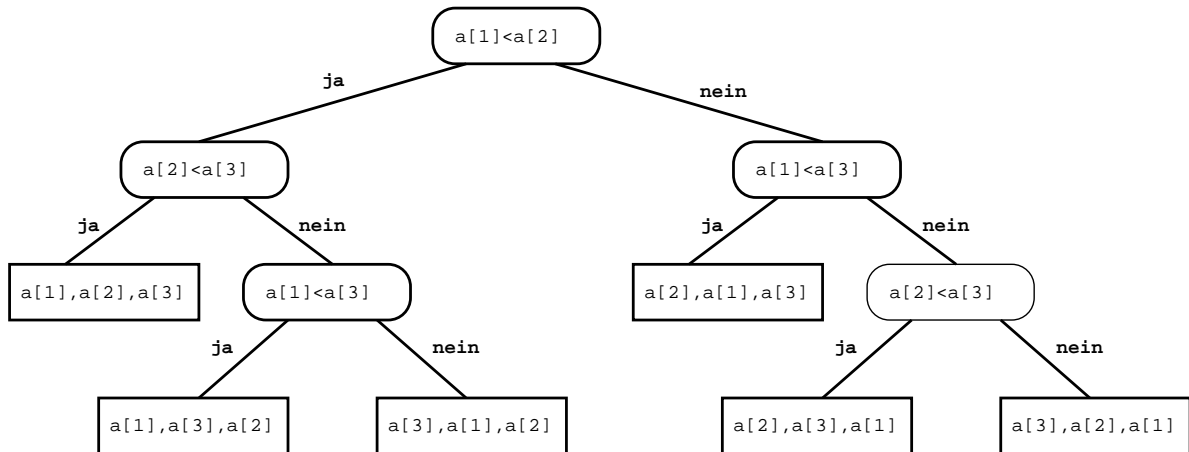 a[1]<a[2]
ja
nein
a[2]<a[3]
a[1]<a[3]
ja
nein
ja
nein
a[1],a[2],a[3]
a[1]<a[3]
a[2],a[1],a[3]
a[2]<a[3]
ja
nein
ja
nein
a[1],a[3],a[2]
a[3],a[1],a[2]
a[2],a[3],a[1]
a[3],a[2],a[1]